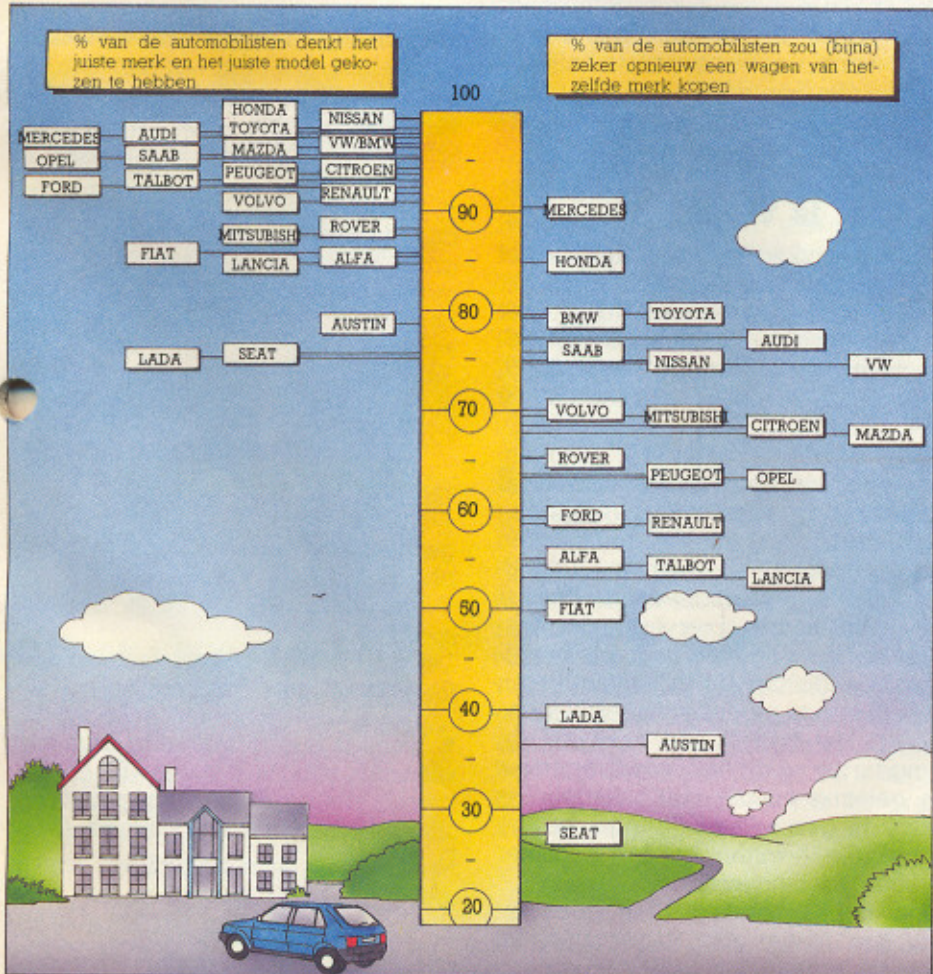 % van de automobilisten denkt het
juiste merk en het juiste model geko-
zen te hebben
% van de automobilisten zou (bijna)
zeker opnieuw een wagen van het-
zelfde merk kopen
100
HONDA
NISSAN
MERCEDES
AUDI
TOYOTA
VW/BMW
OPEL
SAAB
MAZDA
CITROEN
FORD
TALBOT
PEUGEOT
RENAULT
VOLVO
90
MERCEDES
MITSUBISHI
ROVER
FIAT
LANCIA
ALFA
HONDA
80
BMW
TOYOTA
AUSTIN
AUDI
LADA
SEAT
SAAB
NISSAN
VW
70
VOLVO
MITSUBISHI
CITROEN
MAZDA
ROVER
PEUGEOT
OPEL
60
FORD
RENAULT
ALFA
TALBOT
LANCIA
50
FIAT
40
LADA
AUSTIN
30
SEAT
20